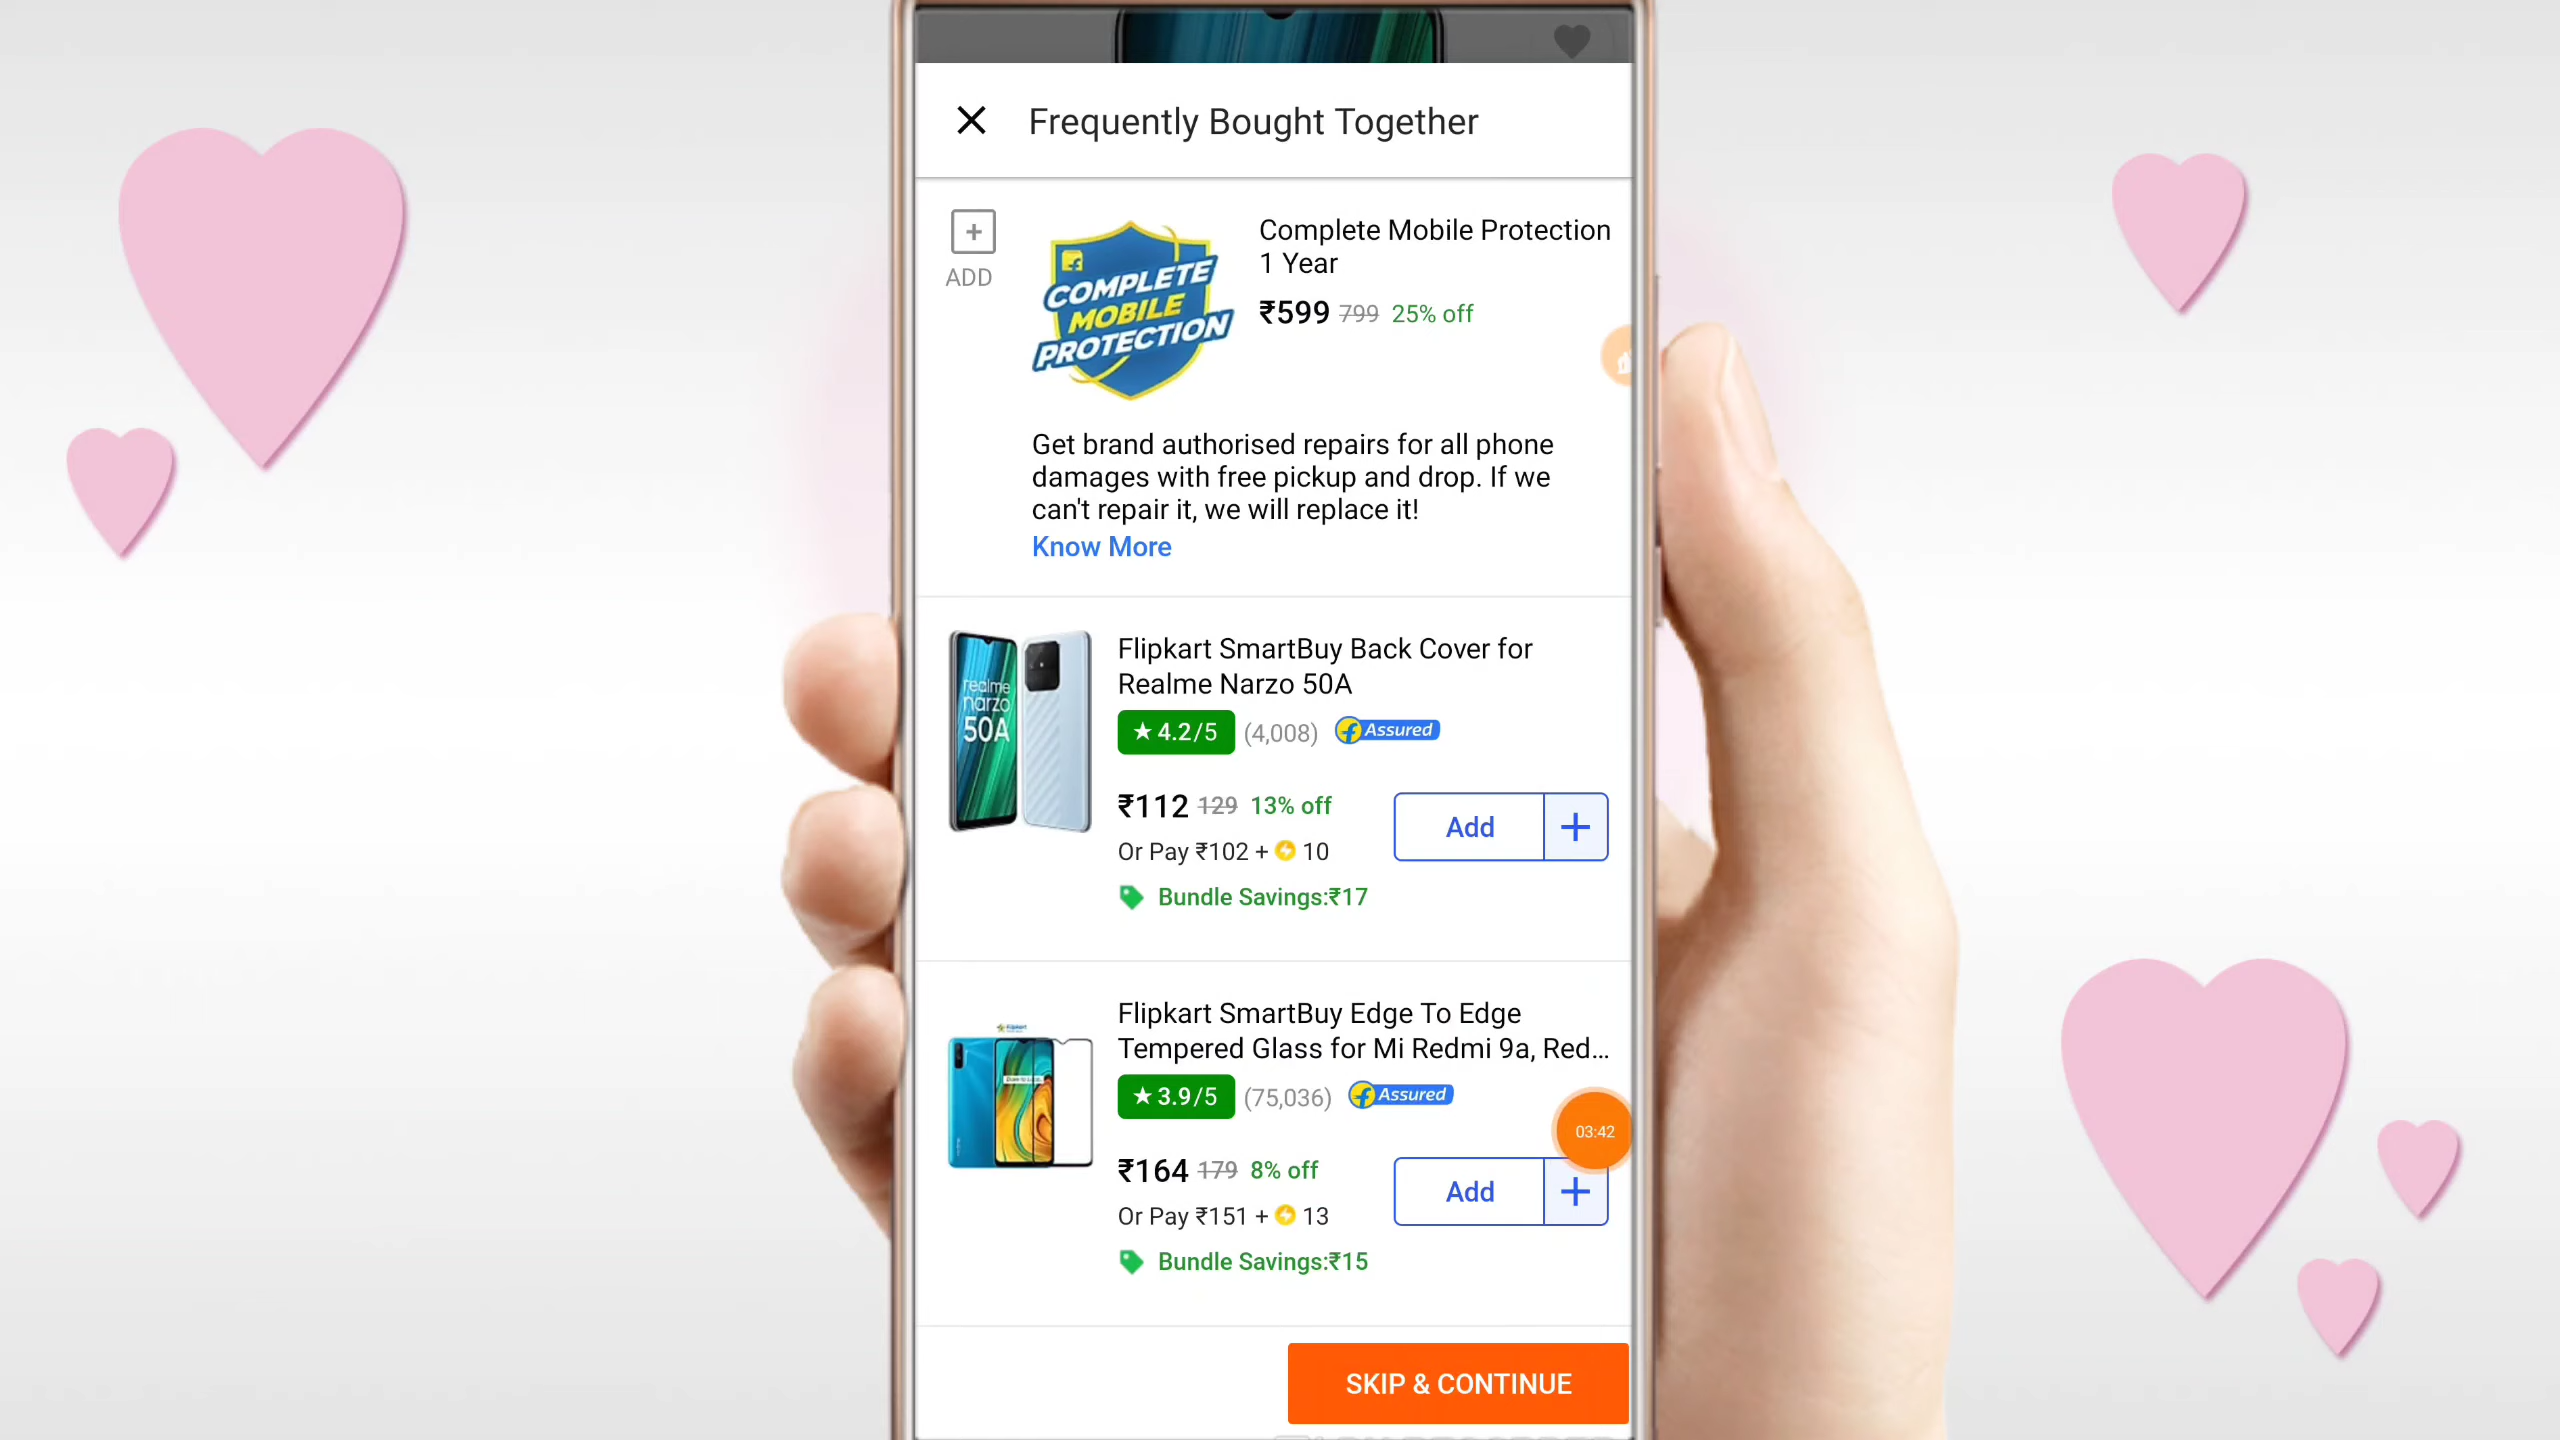 Frequently Bought Together
ADD
COMPLETE
MOBILE
PROTECTION
Complete Mobile Protection
1 Year
₹599 799 25% off
Get brand authorised repairs for all phone
damages with free pickup and drop. If we
can't repair it, we will replace it!
Know More
realme
narzo
50A
Flipkart SmartBuy Back Cover for
Realme Narzo 50A
★ 4.2/5 (4,008) Assured
₹112 129 13% off
Or Pay ₹102 + 10
Add +
Bundle Savings:₹17
Flipkart
Flipkart SmartBuy Edge To Edge
Tempered Glass for Mi Redmi 9a, Red...
★ 3.9/5 (75,036) Assured
03:42
₹164 179 8% off
Or Pay ₹151 + 13
Add +
Bundle Savings:₹15
SKIP & CONTINUE